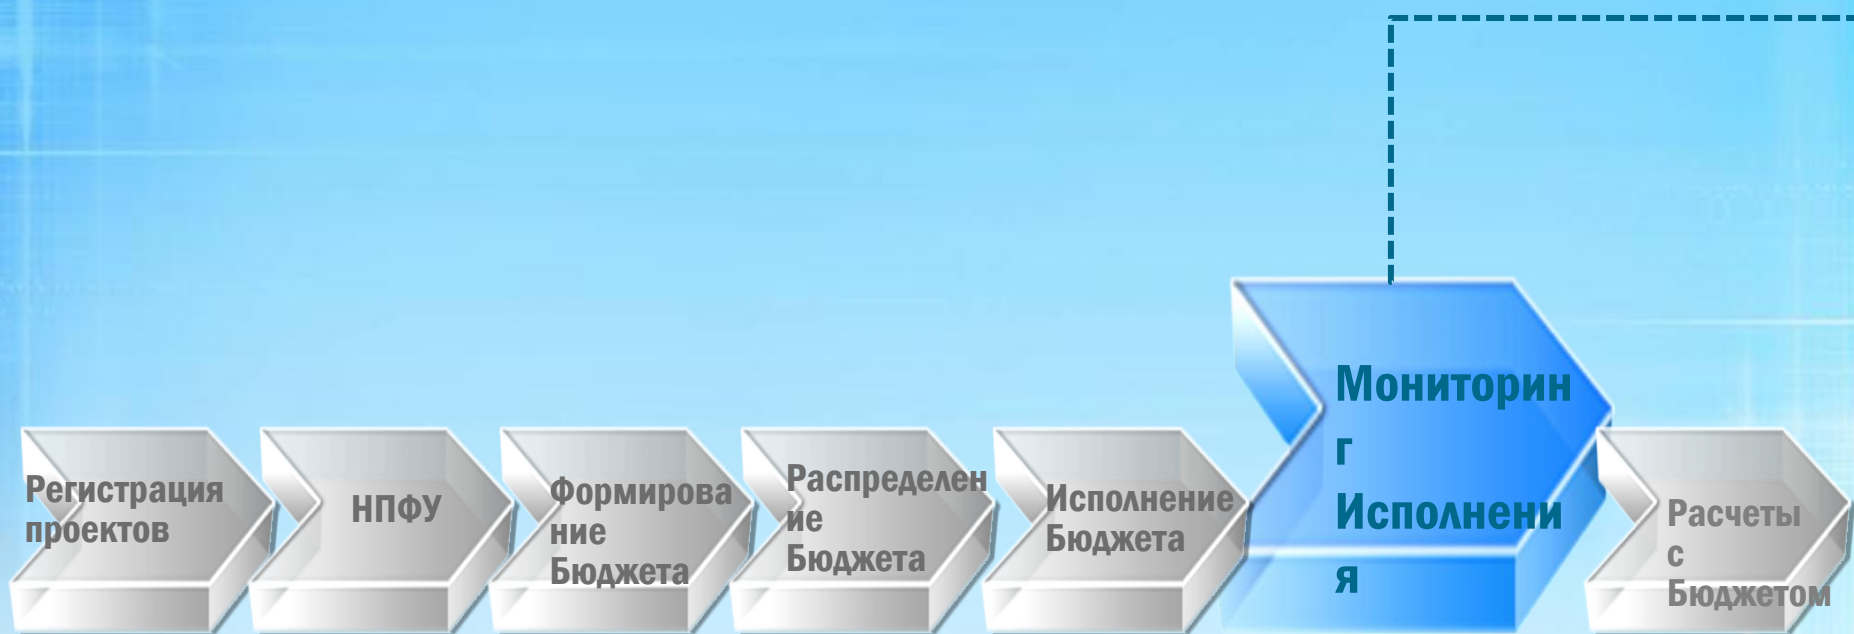 Регистрация
проектов
НПФУ
Формирова
ние
Бюджета
Распределен
ие
Бюджета
Исполнение
Бюджета
Мониторин
г
Исполнени
я
Расчеты
с
Бюджетом